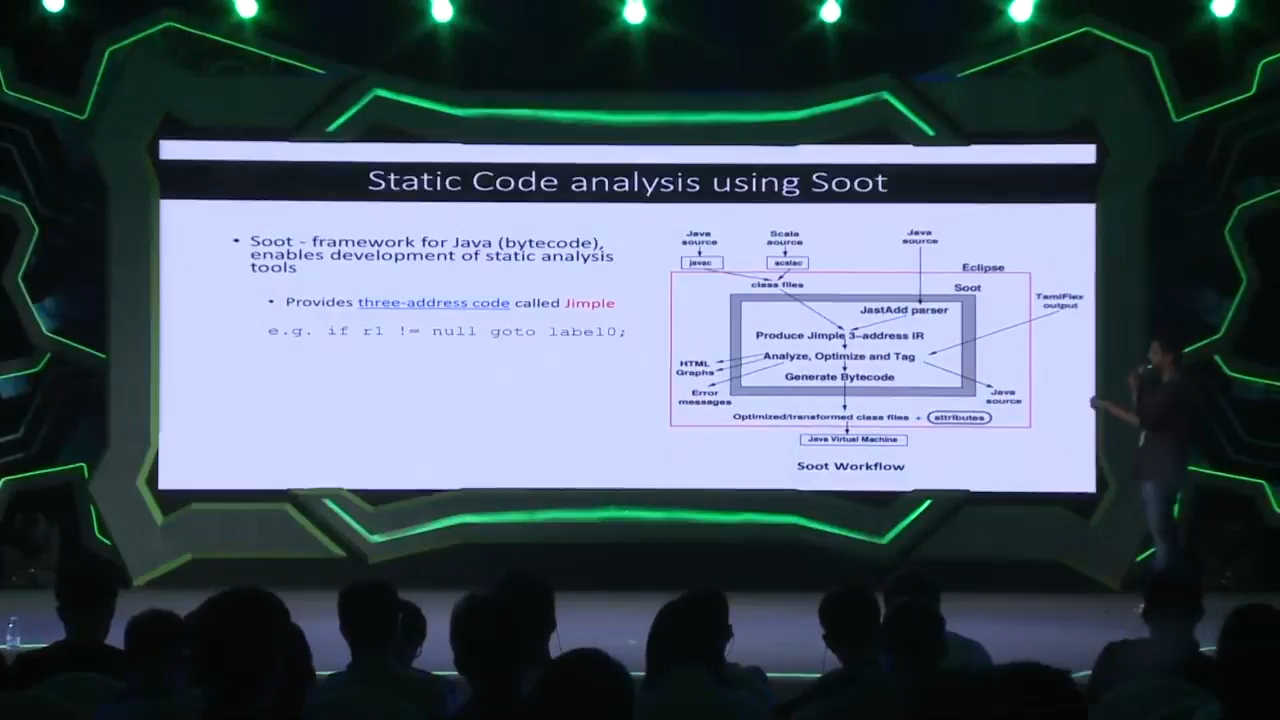 Static Code analysis using Soot
• Soot - framework for Java (bytecode),
enables development of static analysis
tools
• Provides three-address code called Jimple
e.g. if r1 != null goto label0;
Java
source
Scala
source
Java
source
javac
scalac
Eclipse
class files
Soot
TamiFlex
output
JastAdd parser
Produce Jimple 3-address IR
Analyze, Optimize and Tag
HTML
Graphs
Generate Bytecode
Error
messages
Java
source
Optimized/transformed class files + attributes
Java Virtual Machine
Soot Workflow